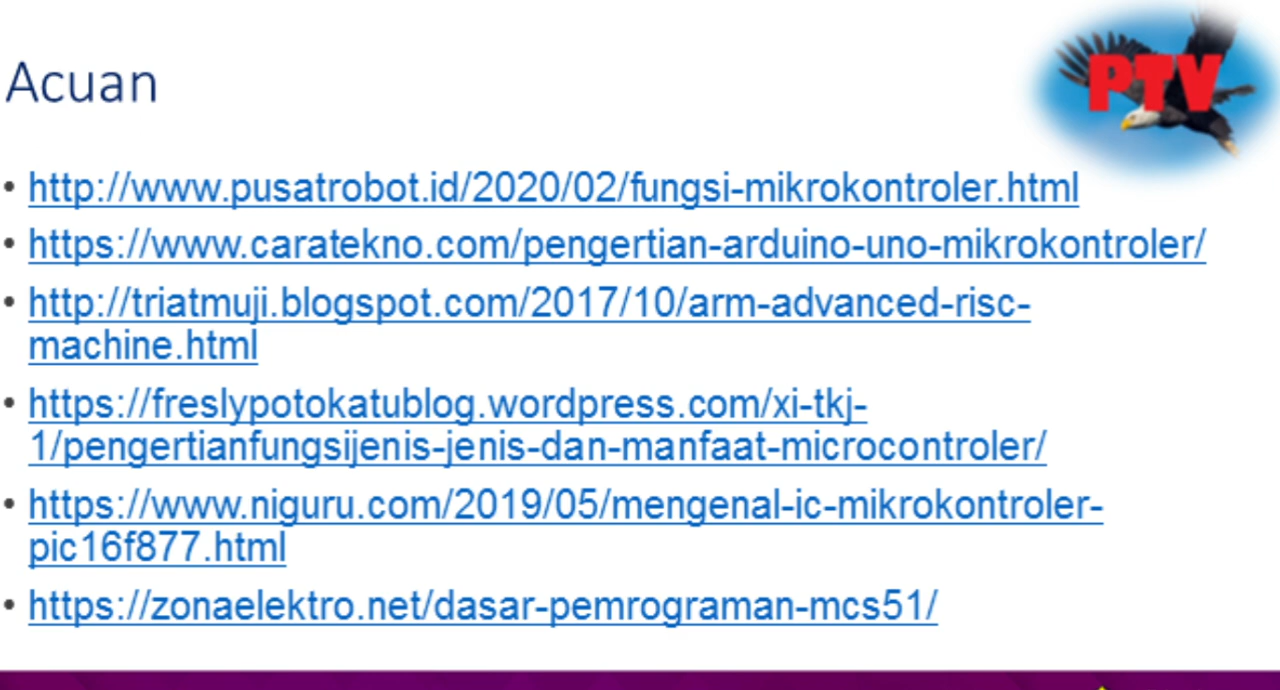 PTV
Acuan
• http://www.pusatrobot.id/2020/02/fungsi-mikrokontroler.html
• https://www.caratekno.com/pengertian-arduino-uno-mikrokontroler/
• http://triatmuji.blogspot.com/2017/10/arm-advanced-risc-
machine.html
• https://freslypotokatublog.wordpress.com/xi-tkj-
1/pengertianfungsijenis-jenis-dan-manfaat-microcontroler/
• https://www.niguru.com/2019/05/mengenal-ic-mikrokontroler-
pic16f877.html
• https://zonaelektro.net/dasar-pemrograman-mcs51/